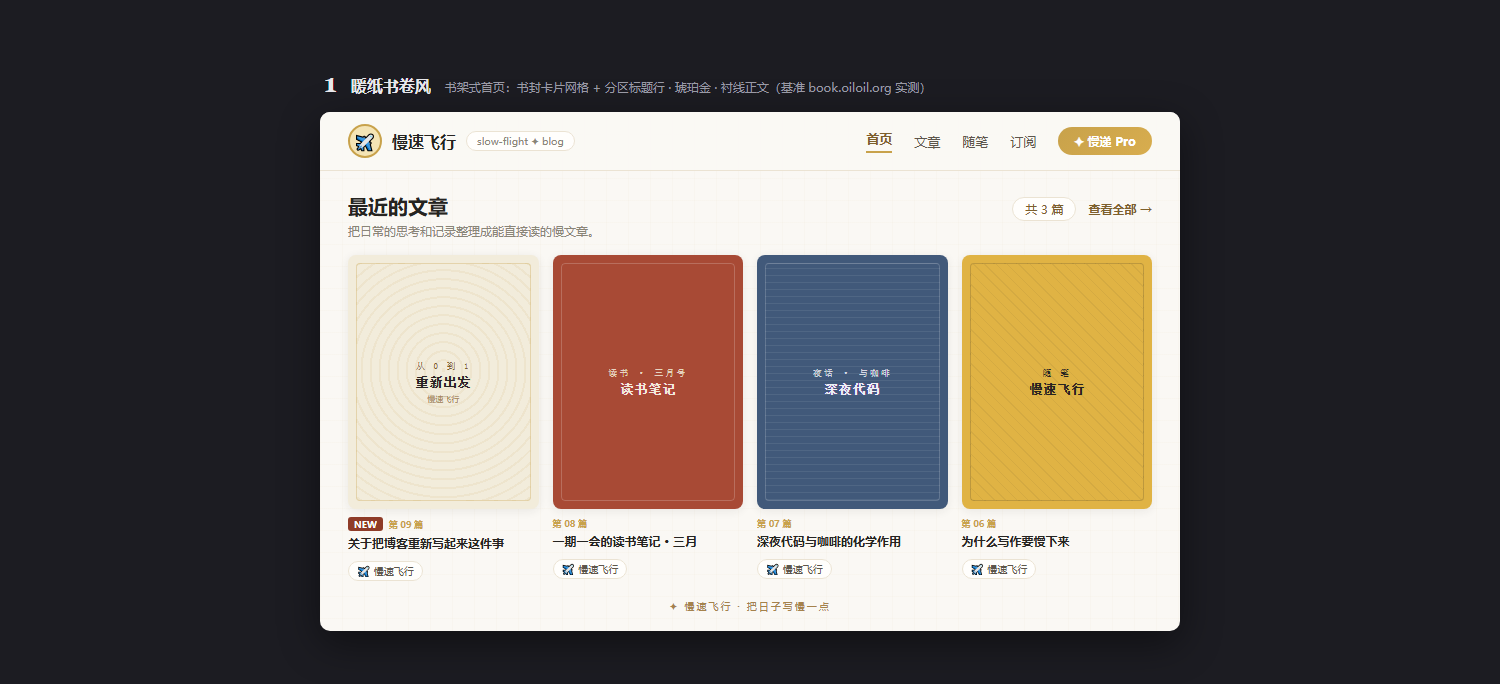 1 暖纸书卷风 书架式首页：书封卡片网格 + 分区标题行 · 琥珀金 · 衬线正文（基准 book.oiloil.org 实测）
慢速飞行 slow-flight ✦ blog 首页 文章 随笔 订阅 ✦ 慢递 Pro
最近的文章 共 3 篇 查看全部 →
把日常的思考和记录整理成能直接读的慢文章。
从 0 到 1
重新出发
慢速飞行
读书 · 三月号
读书笔记
夜话 · 与咖啡
深夜代码
随笔
慢速飞行
NEW 第 09 篇
关于把博客重新写起来这件事
慢速飞行
第 08 篇
一期一会的读书笔记 · 三月
慢速飞行
第 07 篇
深夜代码与咖啡的化学作用
慢速飞行
第 06 篇
为什么写作要慢下来
慢速飞行
✦ 慢速飞行 · 把日子写慢一点